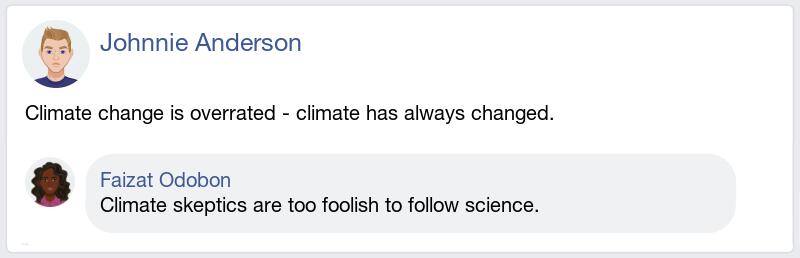 Johnnie Anderson
Climate change is overrated - climate has always changed.
Faizat Odobon
Climate skeptics are too foolish to follow science.